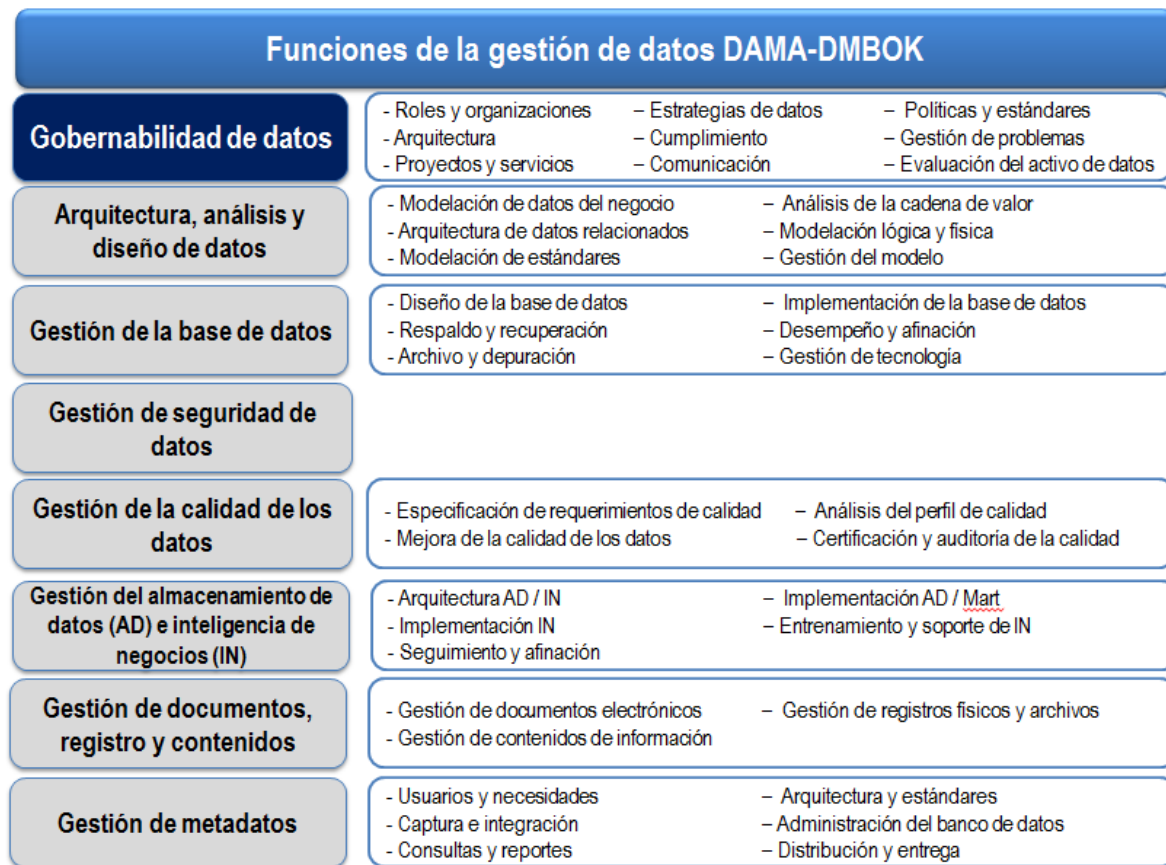 Funciones de la gestión de datos DAMA-DMBOK
Gobernabilidad de datos
- Roles y organizaciones – Estrategias de datos – Políticas y estándares
- Arquitectura – Cumplimiento – Gestión de problemas
- Proyectos y servicios – Comunicación – Evaluación del activo de datos
Arquitectura, análisis y
diseño de datos
- Modelación de datos del negocio – Análisis de la cadena de valor
- Arquitectura de datos relacionados – Modelación lógica y física
- Modelación de estándares – Gestión del modelo
Gestión de la base de datos
- Diseño de la base de datos – Implementación de la base de datos
- Respaldo y recuperación – Desempeño y afinación
- Archivo y depuración – Gestión de tecnología
Gestión de seguridad de
datos
Gestión de la calidad de los
datos
- Especificación de requerimientos de calidad – Análisis del perfil de calidad
- Mejora de la calidad de los datos – Certificación y auditoría de la calidad
Gestión del almacenamiento de
datos (AD) e inteligencia de
negocios (IN)
- Arquitectura AD / IN – Implementación AD / Mart
- Implementación IN – Entrenamiento y soporte de IN
- Seguimiento y afinación
Gestión de documentos,
registro y contenidos
- Gestión de documentos electrónicos – Gestión de registros físicos y archivos
- Gestión de contenidos de información
Gestión de metadatos
- Usuarios y necesidades – Arquitectura y estándares
- Captura e integración – Administración del banco de datos
- Consultas y reportes – Distribución y entrega